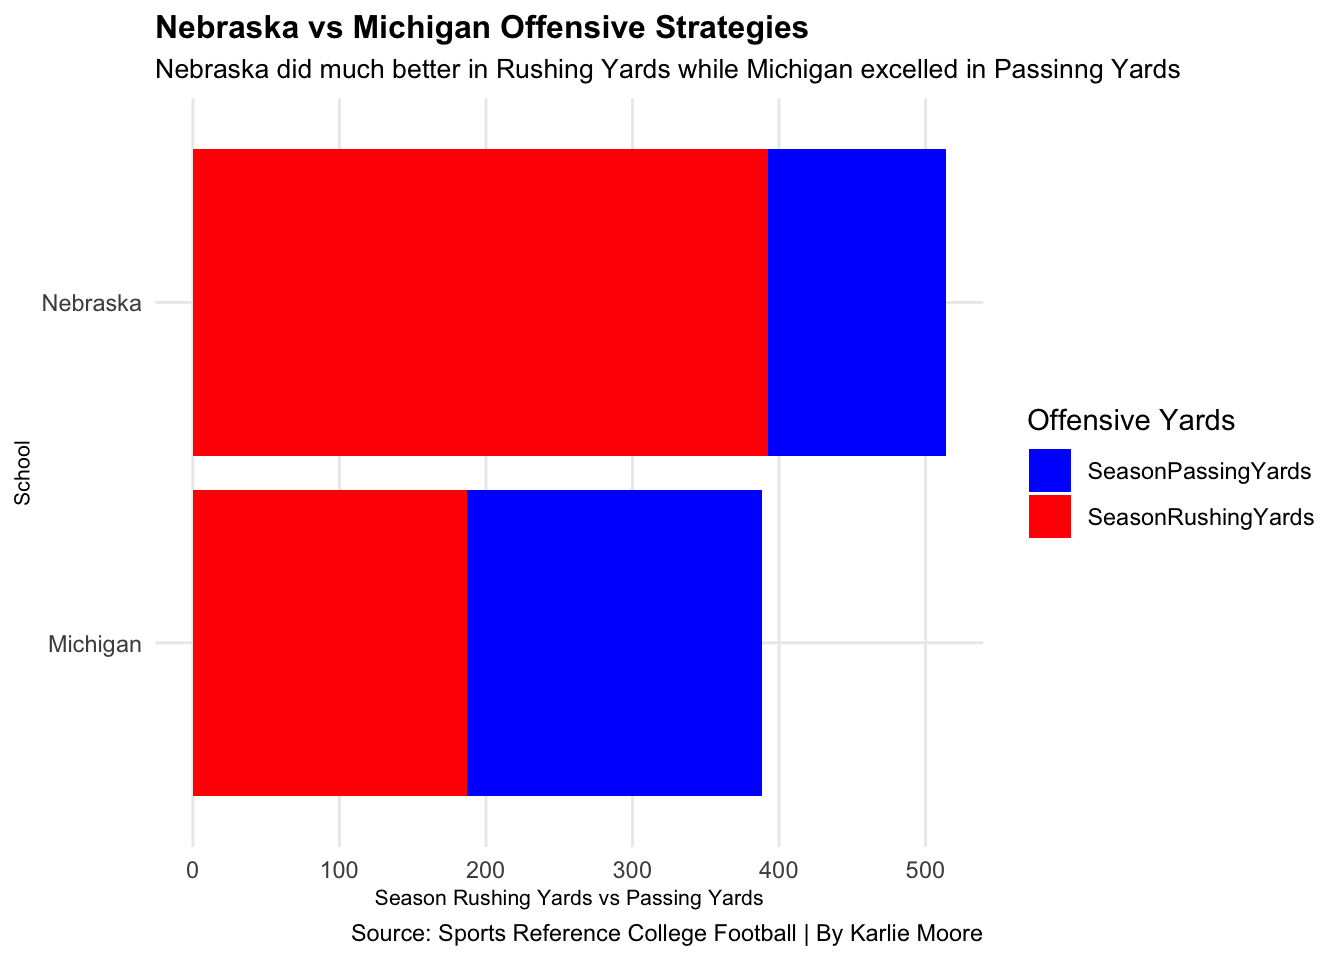 Nebraska vs Michigan Offensive Strategies
Nebraska did much better in Rushing Yards while Michigan excelled in Passinng Yards
Nebraska
School
Michigan
0 100 200 300 400 500
Season Rushing Yards vs Passing Yards
Source: Sports Reference College Football | By Karlie Moore
Offensive Yards
SeasonPassingYards
SeasonRushingYards